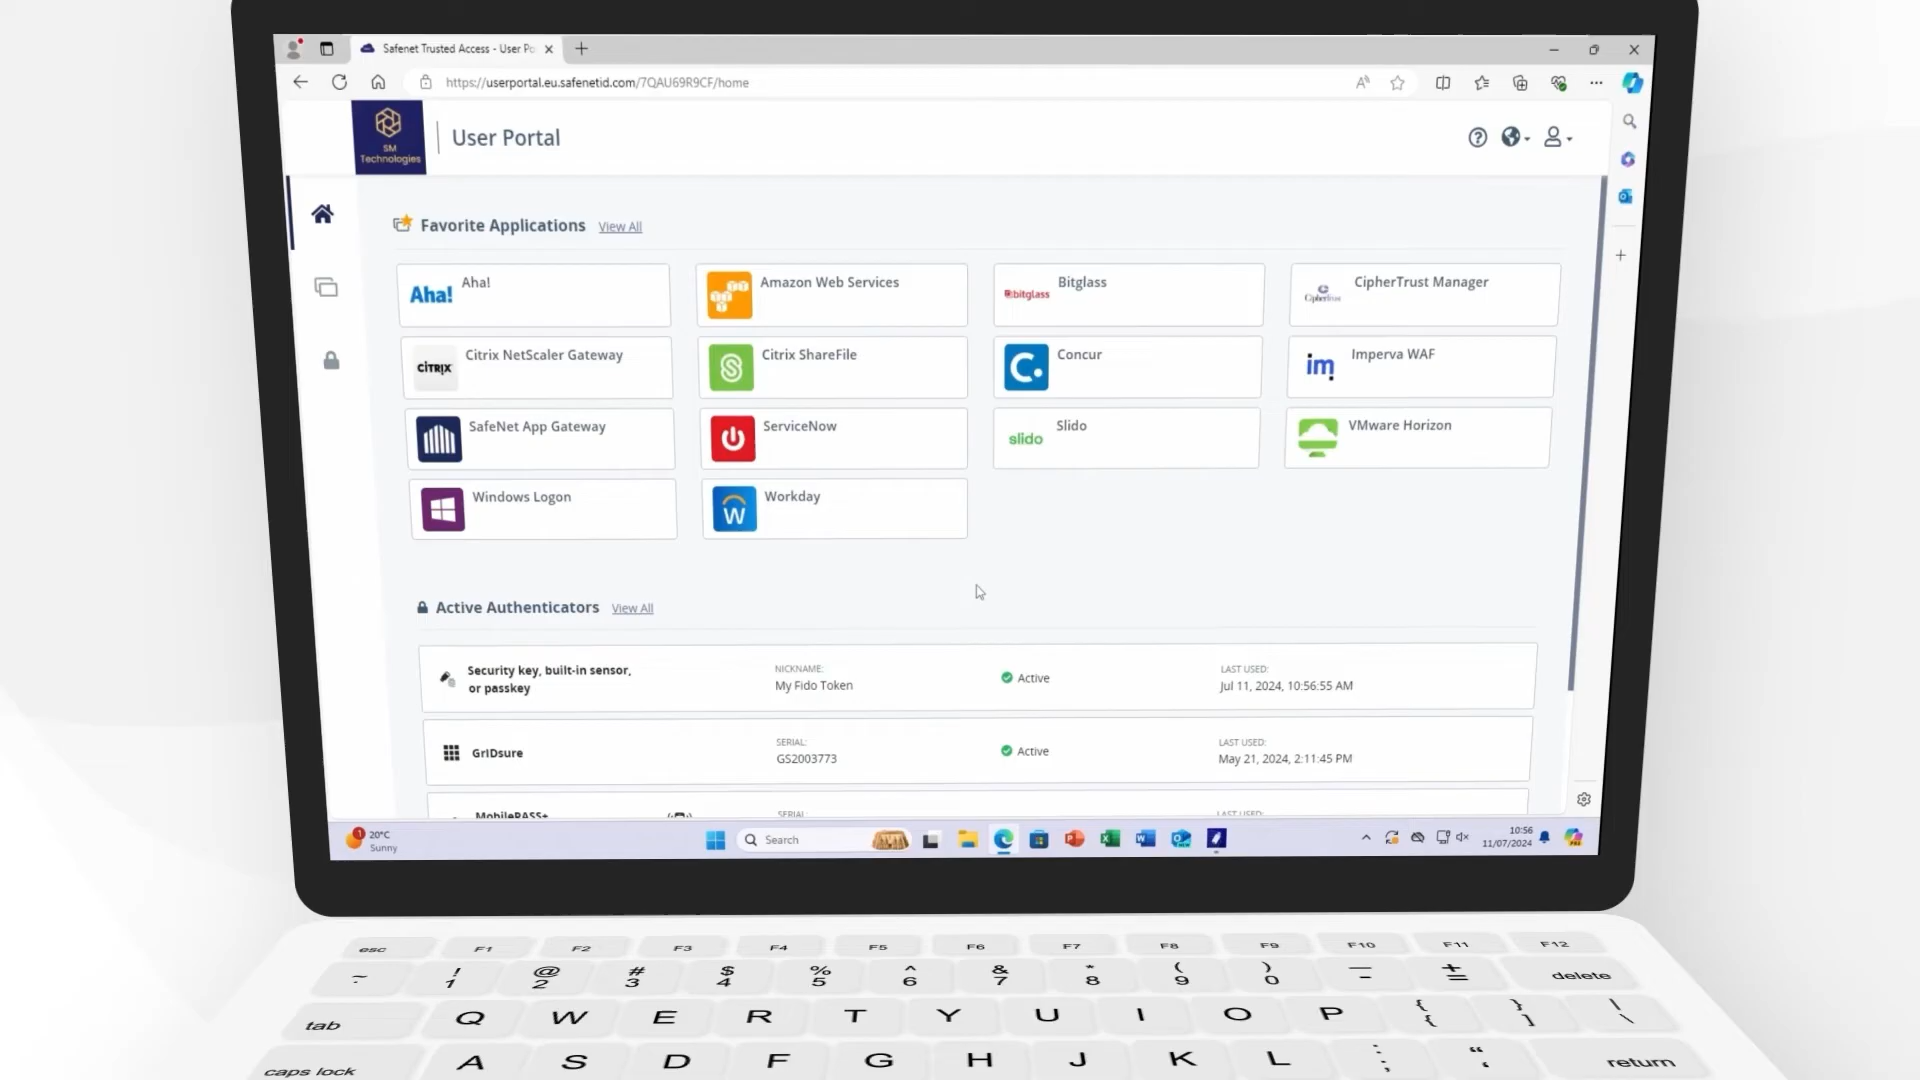 Safenet Trusted Access - User Po
https://userportal.eu.safenetid.com/7QAU69R9CF/home
SM
Technologies
User Portal
Favorite Applications View All
Aha!
Aha!
Amazon Web Services
bitglass
Bitglass
CipherTrust
CipherTrust Manager
CITRIX
Citrix NetScaler Gateway
Citrix ShareFile
C.
Concur
im
Imperva WAF
SafeNet App Gateway
ServiceNow
slido
Slido
VMware Horizon
Windows Logon
W
Workday
Active Authenticators View All
Security key, built-in sensor,
or passkey
NICKNAME:
My Fido Token
Active
LAST USED:
Jul 11, 2024, 10:56:55 AM
GrIDsure
SERIAL:
GS2003773
Active
LAST USED:
May 21, 2024, 2:11:45 PM
MobilePASS+
SERIAL:
LAST USED:
1
20°C
Sunny
Search
10:56
11/07/2024
esc F1 F2 F3 F4 F5 F6 F7 F8 F9 F10 F11 F12
~ ! @ # $ % ^ & * ( ) — +
1 2 3 4 5 6 7 8 9 0 - = delete
tab Q W E R T Y U I O P { [ } ] \ \
caps lock A S D F G H J K L : ; “ ‘ return